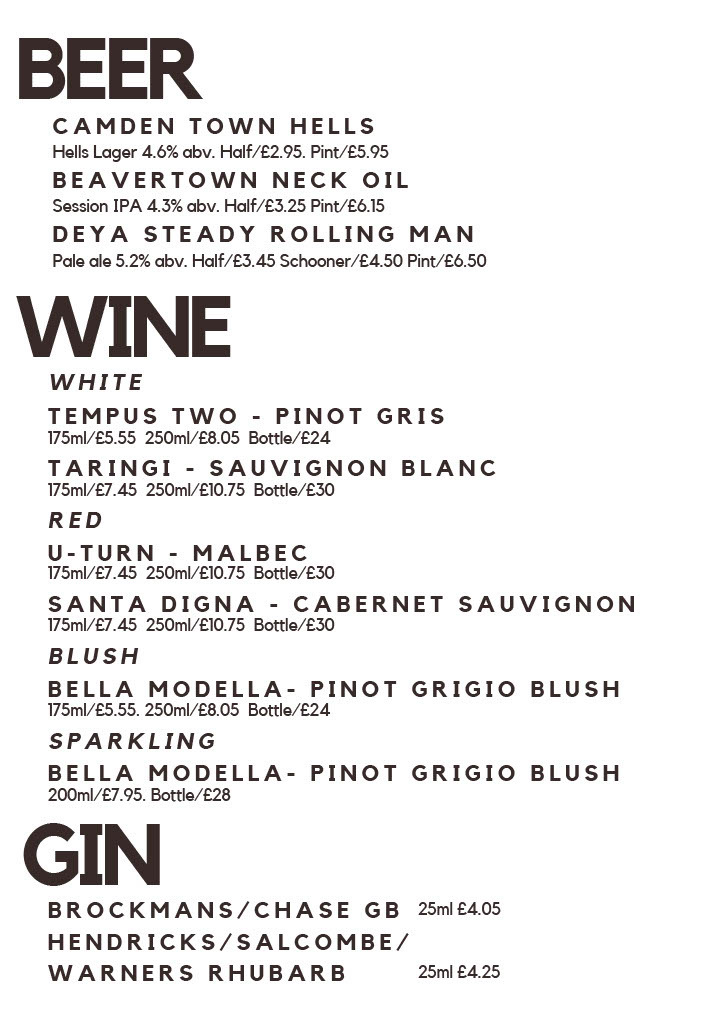 BEER
CAMDEN TOWN HELLS
Hells Lager 4.6% abv. Half/£2.95. Pint/£5.95
BEAVERTOWN NECK OIL
Session IPA 4.3% abv. Half/£3.25 Pint/£6.15
DEYA STEADY ROLLING MAN
Pale ale 5.2% abv. Half/£3.45 Schooner/£4.50 Pint/£6.50
WINE
WHITE
TEMPUS TWO - PINOT GRIS
175ml/£5.55 250ml/£8.05 Bottle/£24
TARINGI - SAUVIGNON BLANC
175ml/£7.45 250ml/£10.75 Bottle/£30
RED
U-TURN - MALBEC
175ml/£7.45 250ml/£10.75 Bottle/£30
SANTA DIGNA - CABERNET SAUVIGNON
175ml/£7.45 250ml/£10.75 Bottle/£30
BLUSH
BELLA MODELLA- PINOT GRIGIO BLUSH
175ml/£5.55. 250ml/£8.05 Bottle/£24
SPARKLING
BELLA MODELLA- PINOT GRIGIO BLUSH
200ml/£7.95. Bottle/£28
GIN
BROCKMANS/CHASE GB 25ml £4.05
HENDRICKS/SALCOMBE/
WARNERS RHUBARB 25ml £4.25